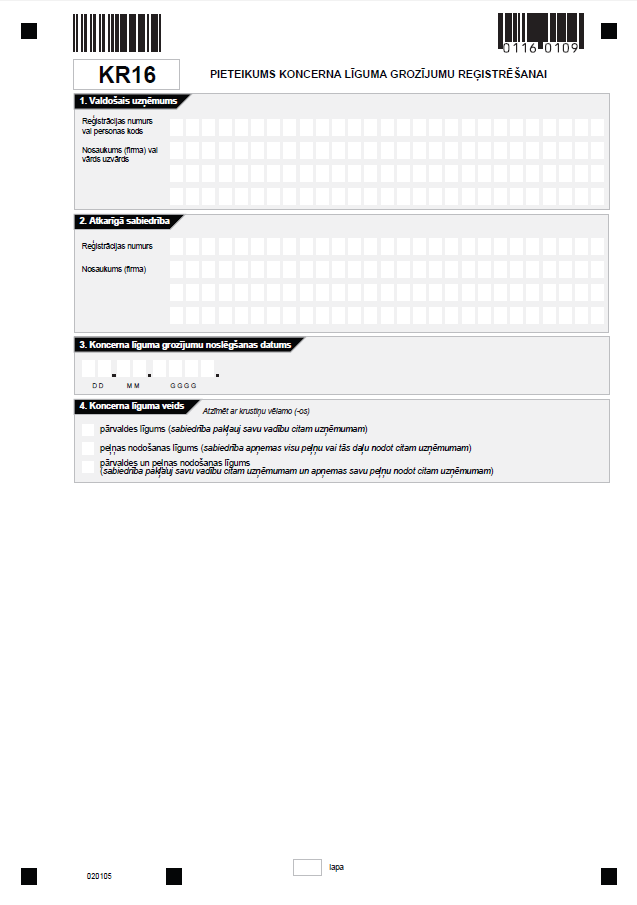 0116 0109
KR16
PIETEIKUMS KONCERNA LĪGUMA GROZĪJUMU REĢISTRĒŠANAI
1. Valdošais uzņēmums
Reģistrācijas numurs
vai personas kods
Nosaukums (firma) vai
vārds uzvārds
2. Atkarīgā sabiedrība
Reģistrācijas numurs
Nosaukums (firma)
3. Koncerna līguma grozījumu noslēgšanas datums
D D M M G G G G
4. Koncerna līguma veids Atzīmēt ar krustiņu vēlamo (-os)
pārvaldes līgums (sabiedrība pakļauj savu vadību citam uzņēmumam)
peļņas nodošanas līgums (sabiedrība apņemas visu peļņu vai tās daļu nodot citam uzņēmumam)
pārvaldes un peļņas nodošanas līgums
(sabiedrība pakļauj savu vadību citam uzņēmumam un apņemas savu peļņu nodot citam uzņēmumam)
020105
lapa